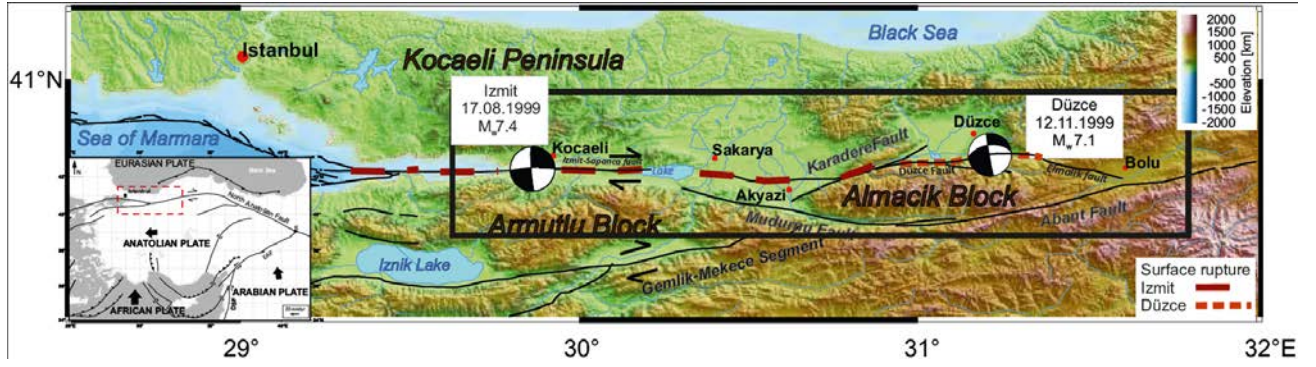 Istanbul
Black Sea
Kocaeli Peninsula
41°N
Sea of Marmara
Izmit
17.08.1999
Mw7.4
Düzce
12.11.1999
Mw7.1
2000
1500
1000
500
0
-500
-1000
-1500
-2000
Elevation [km]
Kocaeli
Izmit-Sapanca fault
Lake
Sakarya
Akyazi
Karadere Fault
Düzce
Düzce Fault
Elmalik fault
Bolu
Almacik Block
Armutlu Block
Mudurnu Fault
Abant Fault
Iznik Lake
Gemlik-Mekece Segment
EURASIAN PLATE
Black Sea
North Anatolian Fault
ANATOLIAN PLATE
ARABIAN PLATE
AFRICAN PLATE
Surface rupture
Izmit
Düzce
29°
30°
31°
32°E